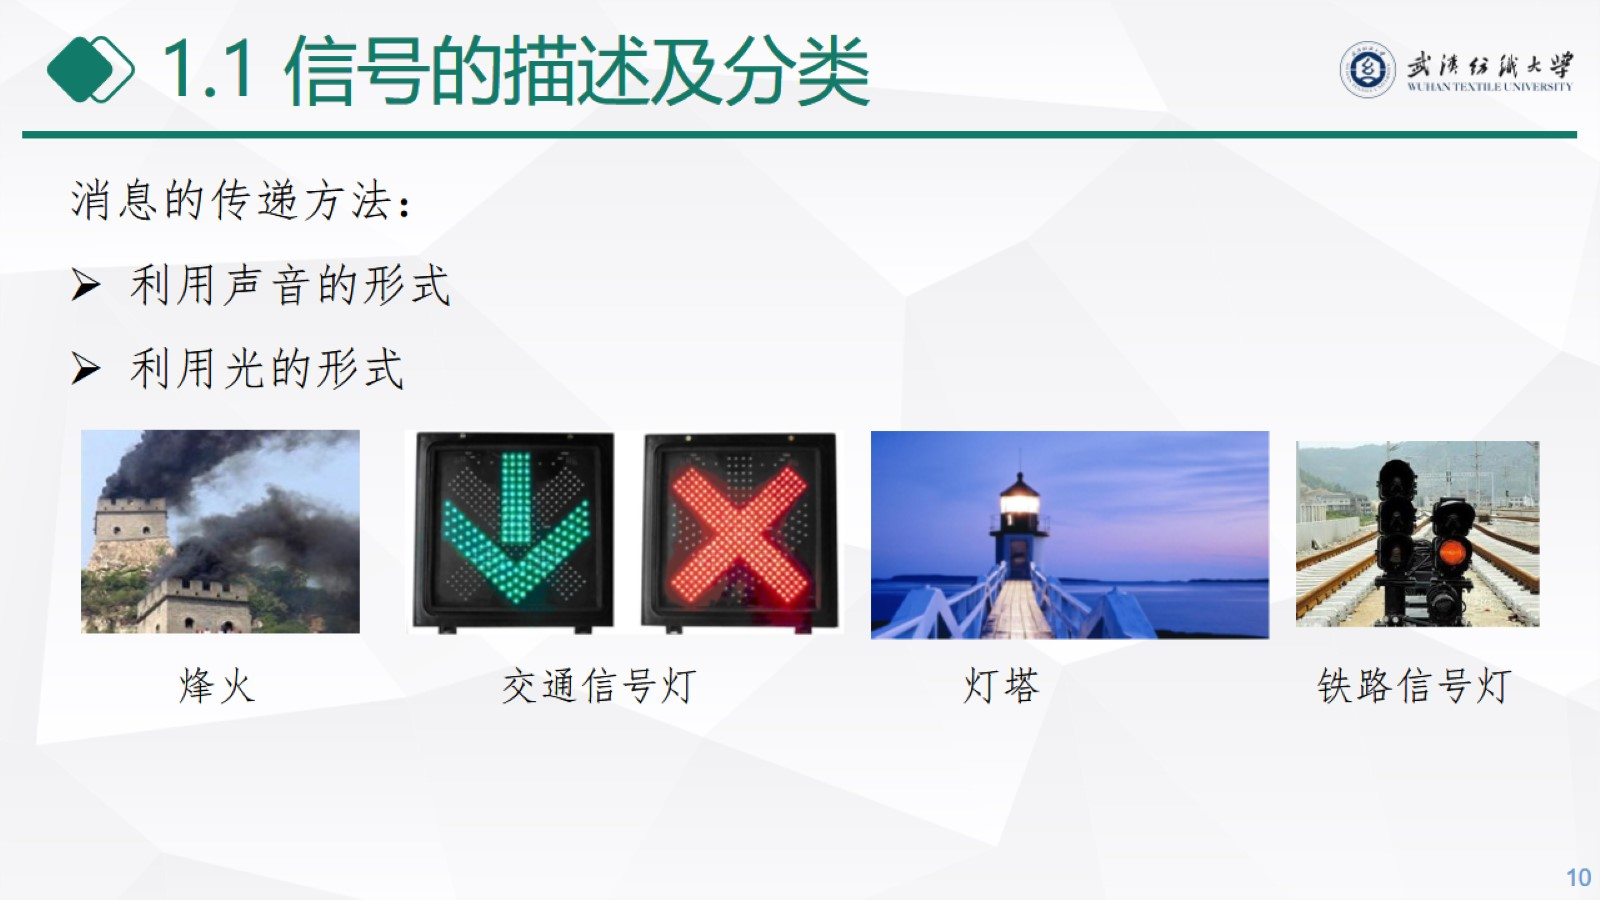 1.1 信号的描述及分类
武汉纺织大学
WUHAN TEXTILE UNIVERSITY
消息的传递方法：
➢ 利用声音的形式
➢ 利用光的形式
烽火
交通信号灯
灯塔
铁路信号灯
10